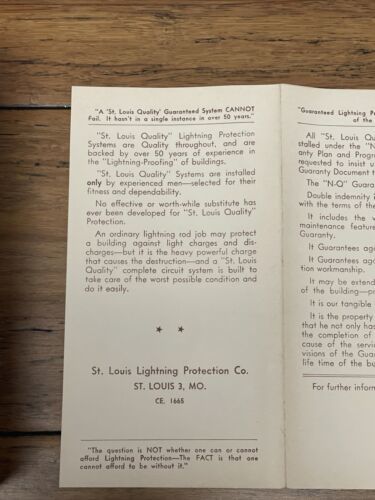 "A 'St. Louis Quality' Guaranteed System CANNOT
Fail. It hasn't in a single instance in over 50 years."
"St. Louis Quality" Lightning Protection
Systems are Quality throughout, and are
backed by over 50 years of experience in
the "Lightning-Proofing" of buildings.
"St. Louis Quality" Systems are installed
only by experienced men—selected for their
fitness and dependability.
No effective or worth-while substitute has
ever been developed for "St. Louis Quality"
Protection.
An ordinary lightning rod job may protect
a building against light charges and dis-
charges—but it is the heavy powerful charge
that causes the destruction—and a "St. Louis
Quality" complete circuit system is built to
take care of the worst possible condition and
do it easily.
* *
St. Louis Lightning Protection Co.
ST. LOUIS 3, MO.
CE. 1665
"The question is NOT whether one can or cannot
afford Lightning Protection—The FACT is that one
cannot afford to be without it."
"Guaranteed Lightning Pr
of the
All "St. Louis Qu
stalled under the "N
anty Plan and Progra
requested to insist u
Guaranty Document t
The "N-Q" Guara
Double indemnity i
with the terms of the
It includes the v
maintenance feature
Guaranty.
It Guarantees aga
It Guarantees aga
tion workmanship.
It may be extend
of the building—pr
It is our tangible
It is the property
that he not only has
the completion of
cause of the servic
visions of the Guar
life time of the bu
For further inform